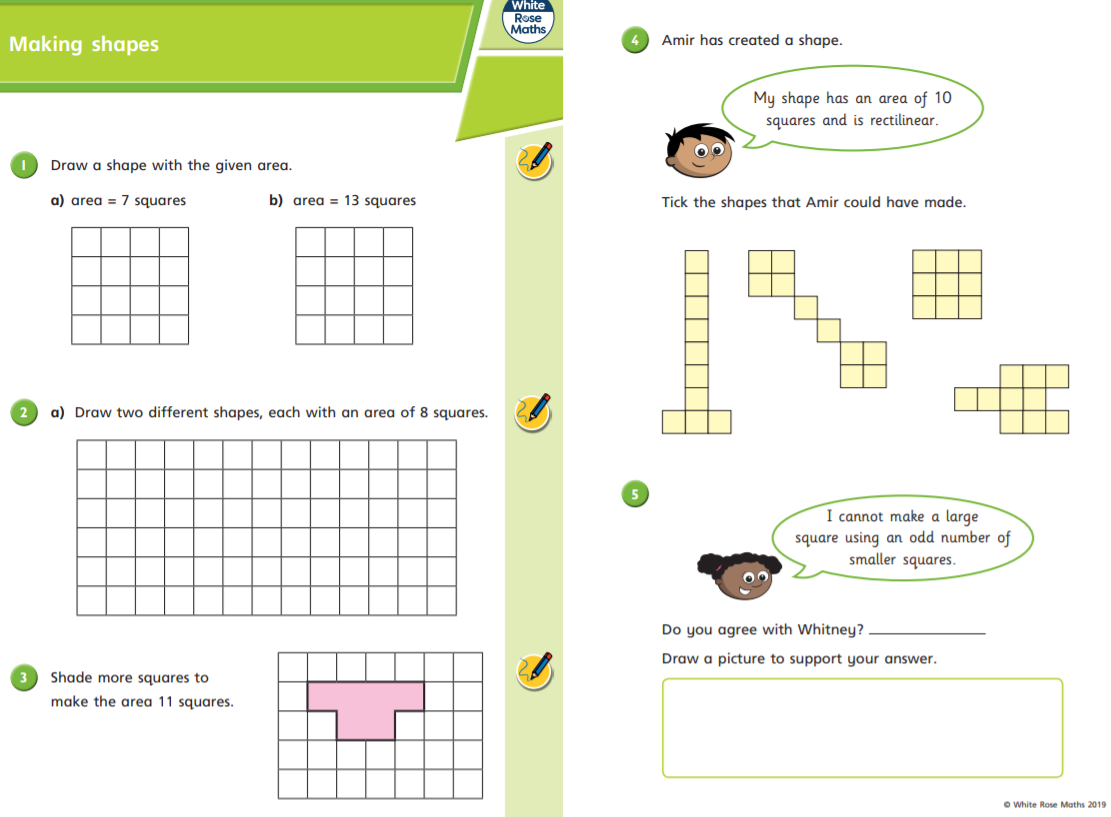 Making shapes
White
Rose
Maths
1 Draw a shape with the given area.
a) area = 7 squares b) area = 13 squares
2 a) Draw two different shapes, each with an area of 8 squares.
3 Shade more squares to
make the area 11 squares.
4 Amir has created a shape.
My shape has an area of 10
squares and is rectilinear.
Tick the shapes that Amir could have made.
5
I cannot make a large
square using an odd number of
smaller squares.
Do you agree with Whitney? ____________
Draw a picture to support your answer.
© White Rose Maths 2019